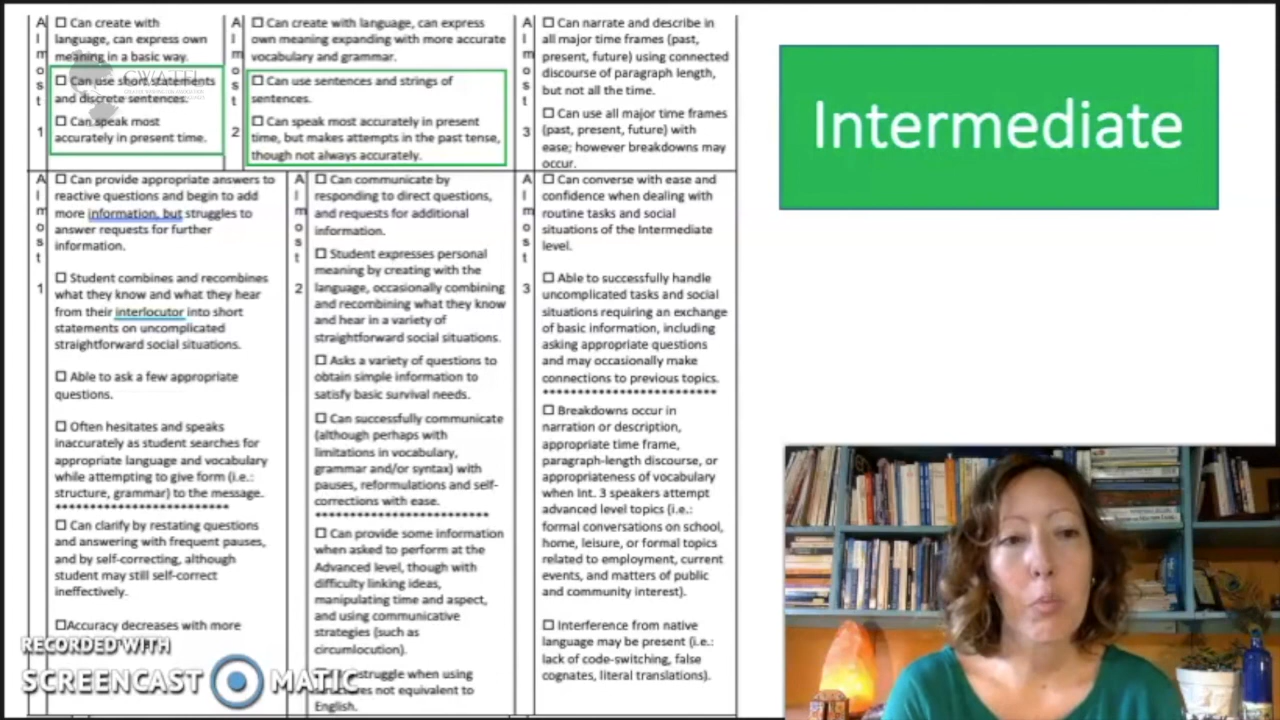 A
l
m
o
s
t
1
☐ Can create with
language, can express own
meaning in a basic way.
☐ Can use short statements
and discrete sentences.
☐ Can speak most
accurately in present time.
A
l
m
o
s
t
2
☐ Can create with language, can express
own meaning expanding with more accurate
vocabulary and grammar.
☐ Can use sentences and strings of
sentences.
☐ Can speak most accurately in present
time, but makes attempts in the past tense,
though not always accurately.
A
l
m
o
s
t
3
☐ Can narrate and describe in
all major time frames (past,
present, future) using connected
discourse of paragraph length,
but not all the time.
☐ Can use all major time frames
(past, present, future) with
ease; however breakdowns may
occur.
Intermediate
A
l
m
o
s
t
1
☐ Can provide appropriate answers to
reactive questions and begin to add
more information, but struggles to
answer requests for further
information.
☐ Student combines and recombines
what they know and what they hear
from their interlocutor into short
statements on uncomplicated
straightforward social situations.
☐ Able to ask a few appropriate
questions.
☐ Often hesitates and speaks
inaccurately as student searches for
appropriate language and vocabulary
while attempting to give form (i.e.:
structure, grammar) to the message.
****************************
☐ Can clarify by restating questions
and answering with frequent pauses,
and by self-correcting, although
student may still self-correct
ineffectively.
☐Accuracy decreases with more
A
l
m
o
s
t
2
☐ Can communicate by
responding to direct questions,
and requests for additional
information.
☐ Student expresses personal
meaning by creating with the
language, occasionally combining
and recombining what they know
and hear in a variety of
straightforward social situations.
☐ Asks a variety of questions to
obtain simple information to
satisfy basic survival needs.
☐ Can successfully communicate
(although perhaps with
limitations in vocabulary,
grammar and/or syntax) with
pauses, reformulations and self-
corrections with ease.
****************************
☐ Can provide some information
when asked to perform at the
Advanced level, though with
difficulty linking ideas,
manipulating time and aspect,
and using communicative
strategies (such as
circumlocution).
struggle when using
not equivalent to
English.
A
l
m
o
s
t
3
☐ Can converse with ease and
confidence when dealing with
routine tasks and social
situations of the Intermediate
level.
☐ Able to successfully handle
uncomplicated tasks and social
situations requiring an exchange
of basic information, including
asking appropriate questions
and may occasionally make
connections to previous topics.
****************************
☐ Breakdowns occur in
narration or description,
appropriate time frame,
paragraph-length discourse, or
appropriateness of vocabulary
when Int. 3 speakers attempt
advanced level topics (i.e.:
formal conversations on school,
home, leisure, or formal topics
related to employment, current
events, and matters of public
and community interest).
☐ Interference from native
language may be present (i.e.:
lack of code-switching, false
cognates, literal translations).
RECORDED WITH
SCREENCAST MATIC